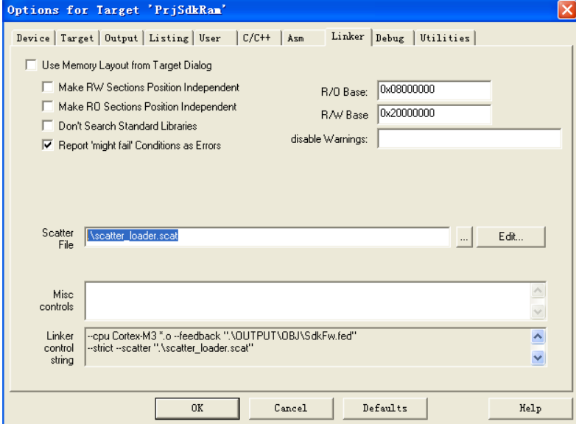 Options for Target 'PrjSdkRam'
Device Target Output Listing User C/C++ Asm Linker Debug Utilities
Use Memory Layout from Target Dialog
Make RW Sections Position Independent
R/O Base: 0x08000000
Make RO Sections Position Independent
R/W Base 0x20000000
Don't Search Standard Libraries
disable Warnings:
Report 'might fail' Conditions as Errors
Scatter
File
.\scatter_loader.scat
...
Edit...
Misc
controls
Linker
control
string
--cpu Cortex-M3 *.o --feedback ".\OUTPUT\OBJ\SdkFw.fed"
--strict --scatter ".\scatter_loader.scat"
OK Cancel Defaults Help